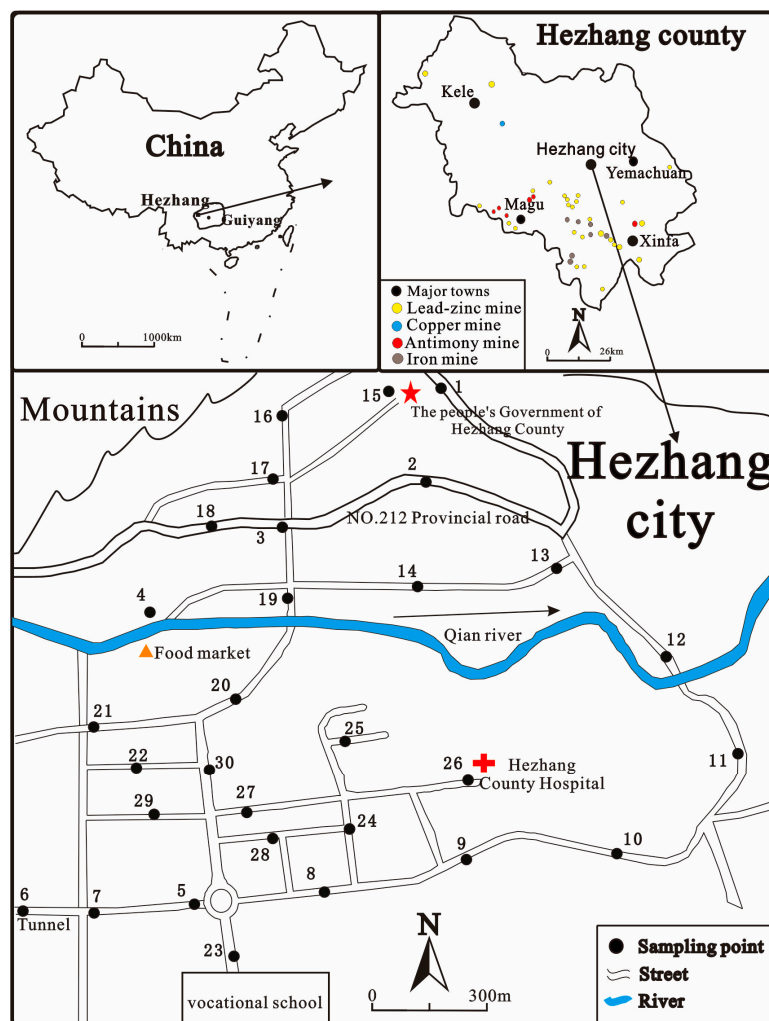 China
Hezhang
Guiyang
0 1000km
Hezhang county
Kele
Hezhang city
Yemachuan
Magu
Xinfa
Major towns
Lead-zinc mine
Copper mine
Antimony mine
Iron mine
N
0 26km
Mountains
15
1
16
The people's Government of
Hezhang County
Hezhang
city
17
2
18
3
NO.212 Provincial road
13
14
4
19
Qian river
Food market
12
20
21
25
22
30
26
Hezhang
County Hospital
11
29
27
24
28
9
10
8
6
7
5
Tunnel
23
N
vocational school
0 300m
Sampling point
Street
River